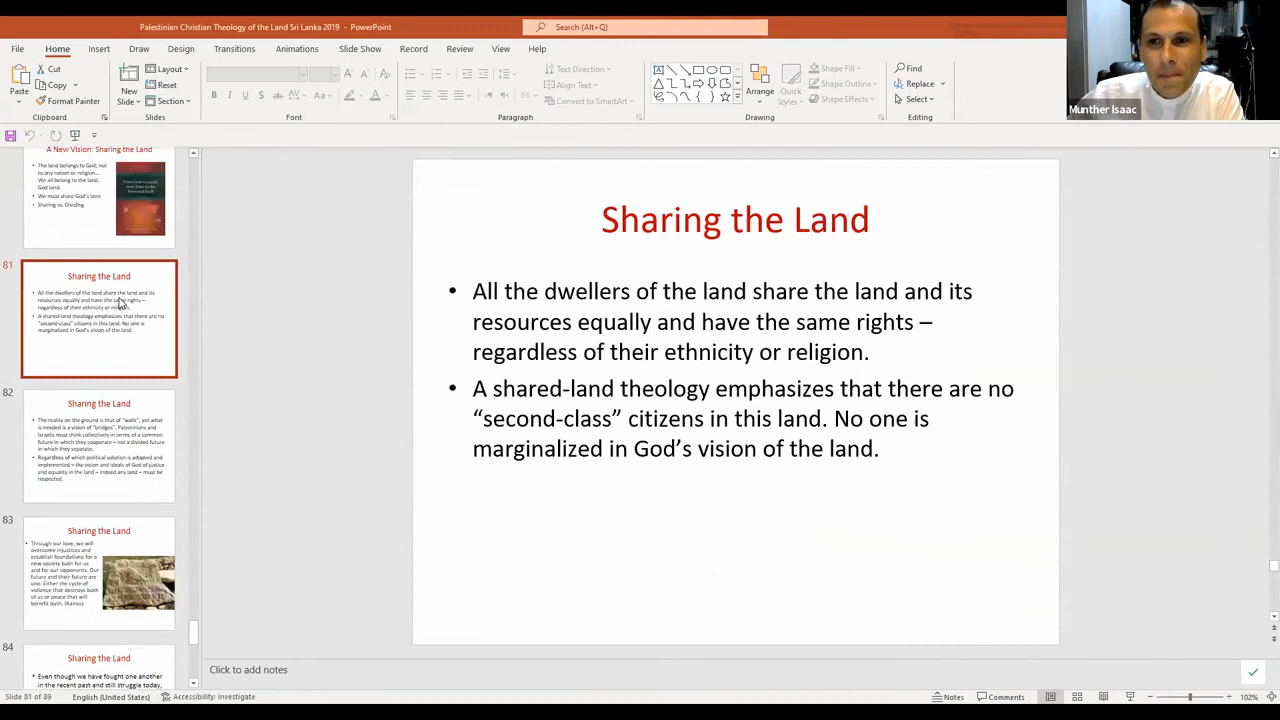 Palestinian Christian Theology of the Land Sri Lanka 2019 - PowerPoint
Search (Alt+Q)
File Home Insert Draw Design Transitions Animations Slide Show Record Review View Help
Paste
Cut
Copy
Format Painter
Clipboard
New
Slide
Layout
Reset
Section
Slides
B I U S
Font
Text Direction
Align Text
Convert to SmartArt
Paragraph
Arrange
Quick
Styles
Shape Fill
Shape Outline
Shape Effects
Drawing
Find
Replace
Select
Editing
Munther Isaac
A New Vision: Sharing the Land
• The land belongs to God; not
to any nation or religion...
We all belong to the land;
God land.
• We must share God's land
• Sharing vs. Dividing
81
Sharing the Land
• All the dwellers of the land share the land and its
resources equally and have the same rights –
regardless of their ethnicity or religion.
• A shared-land theology emphasizes that there are no
"second-class" citizens in this land. No one is
marginalized in God's vision of the land.
82
Sharing the Land
• The reality on the ground is that of "walls", yet what
is needed is a vision of "bridges". Palestinians and
Israelis must think collectively in terms of a common
future in which they cooperate – not a divided future
in which they separate.
• Regardless of which political solution is adopted and
implemented – the vision and ideals of God of justice
and equality in the land – indeed any land – must be
respected.
83
Sharing the Land
• Through our love, we will
overcome injustices and
establish foundations for a
new society both for us and
for our opponents. Our
future and their future are
one. Either the cycle of
violence that destroys both
of us or peace that will
benefit both. (Kairos)
84
Sharing the Land
• Even though we have fought one another
in the recent past and still struggle today,
Sharing the Land
• All the dwellers of the land share the land and its
resources equally and have the same rights –
regardless of their ethnicity or religion.
• A shared-land theology emphasizes that there are no
“second-class” citizens in this land. No one is
marginalized in God’s vision of the land.
Click to add notes
Slide 81 of 89 English (United States) Accessibility: Investigate Notes Comments 102%